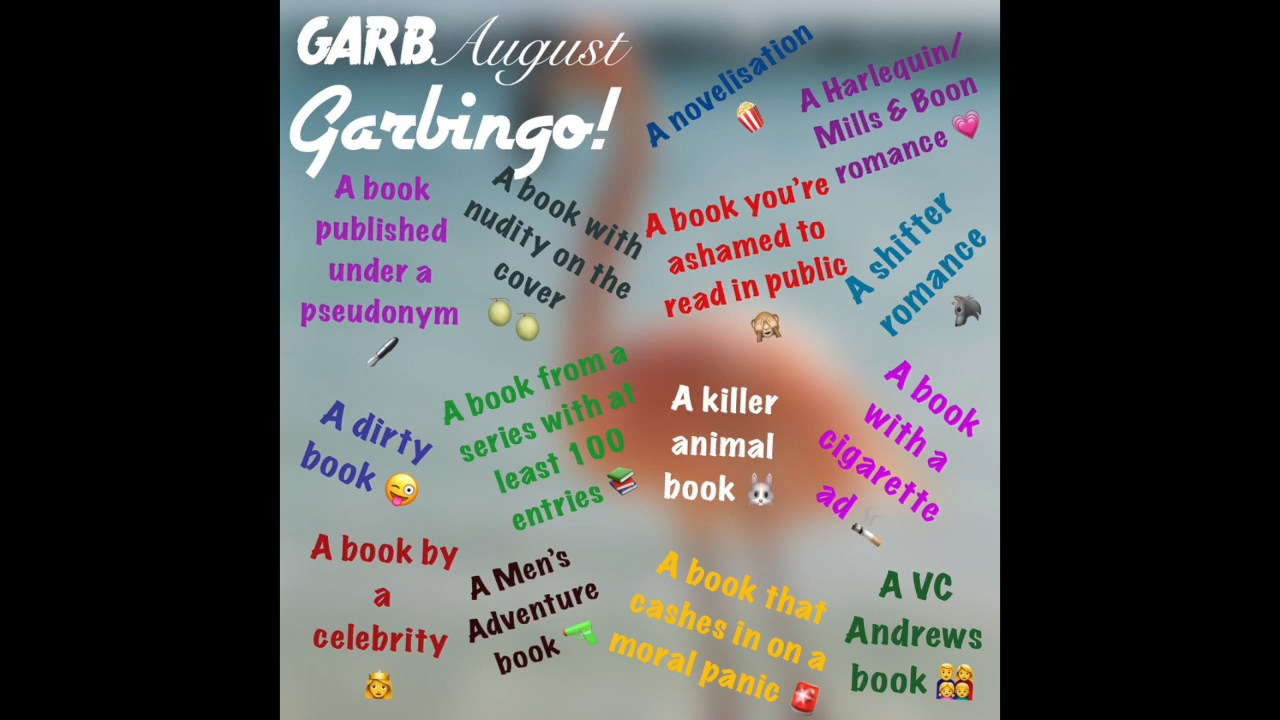 GARBAugust
Garbingo!
A novelisation
A Harlequin/
Mills & Boon
romance
A book
published
under a
pseudonym
A book with
nudity on the
cover
A book you're
ashamed to
read in public
A shifter
romance
A dirty
book
A book from a
series with at
least 100
entries
A killer
animal
book
A book
with a
cigarette
ad
A book by
a
celebrity
A Men's
Adventure
book
A book that
cashes in on a
moral panic
A VC
Andrews
book